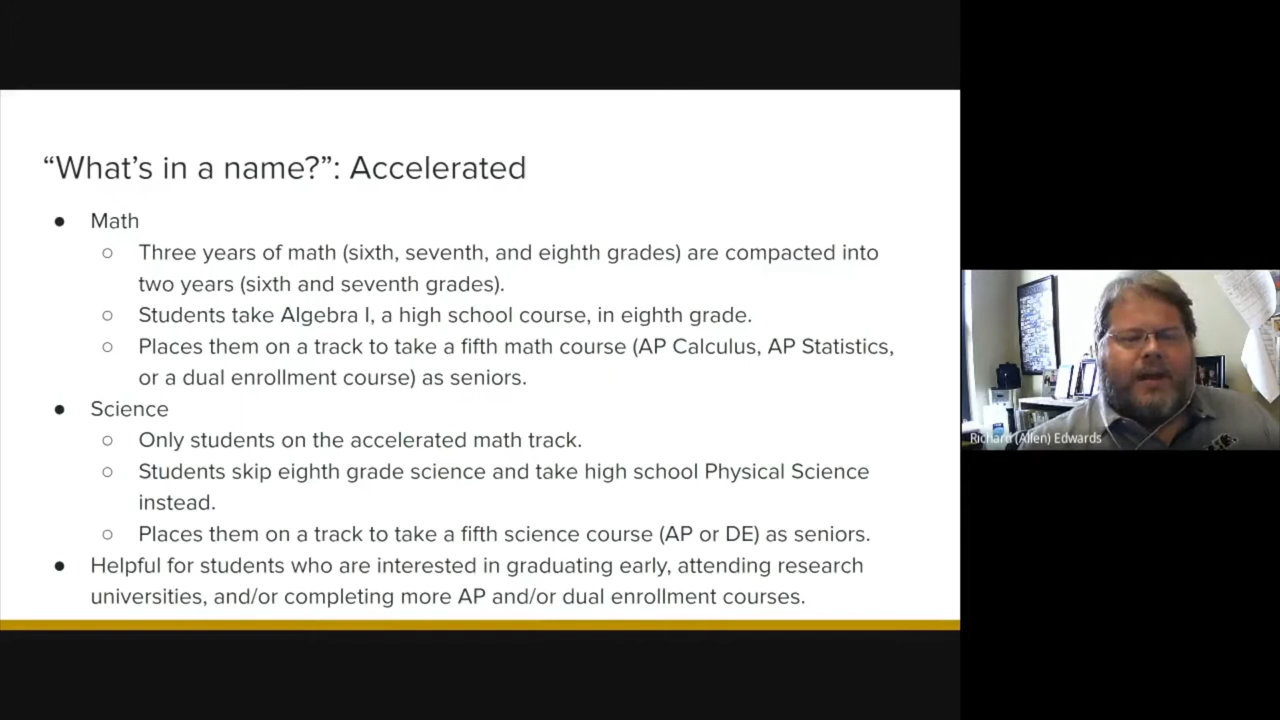 “What’s in a name?”: Accelerated
● Math
○ Three years of math (sixth, seventh, and eighth grades) are compacted into
two years (sixth and seventh grades).
○ Students take Algebra I, a high school course, in eighth grade.
○ Places them on a track to take a fifth math course (AP Calculus, AP Statistics,
or a dual enrollment course) as seniors.
● Science
○ Only students on the accelerated math track.
○ Students skip eighth grade science and take high school Physical Science
instead.
○ Places them on a track to take a fifth science course (AP or DE) as seniors.
● Helpful for students who are interested in graduating early, attending research
universities, and/or completing more AP and/or dual enrollment courses.
Richard (Allen) Edwards